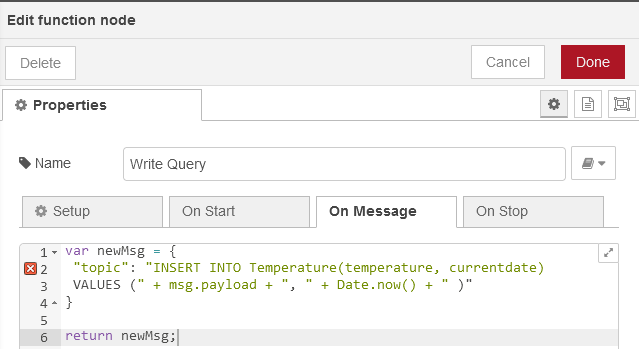 Edit function node
Delete
Cancel
Done
Properties
Name
Write Query
Setup
On Start
On Message
On Stop
1 var newMsg = {
2 "topic": "INSERT INTO Temperature(temperature, currentdate)
3 VALUES (" + msg.payload + ", " + Date.now() + " )"
4 }
5
6 return newMsg;